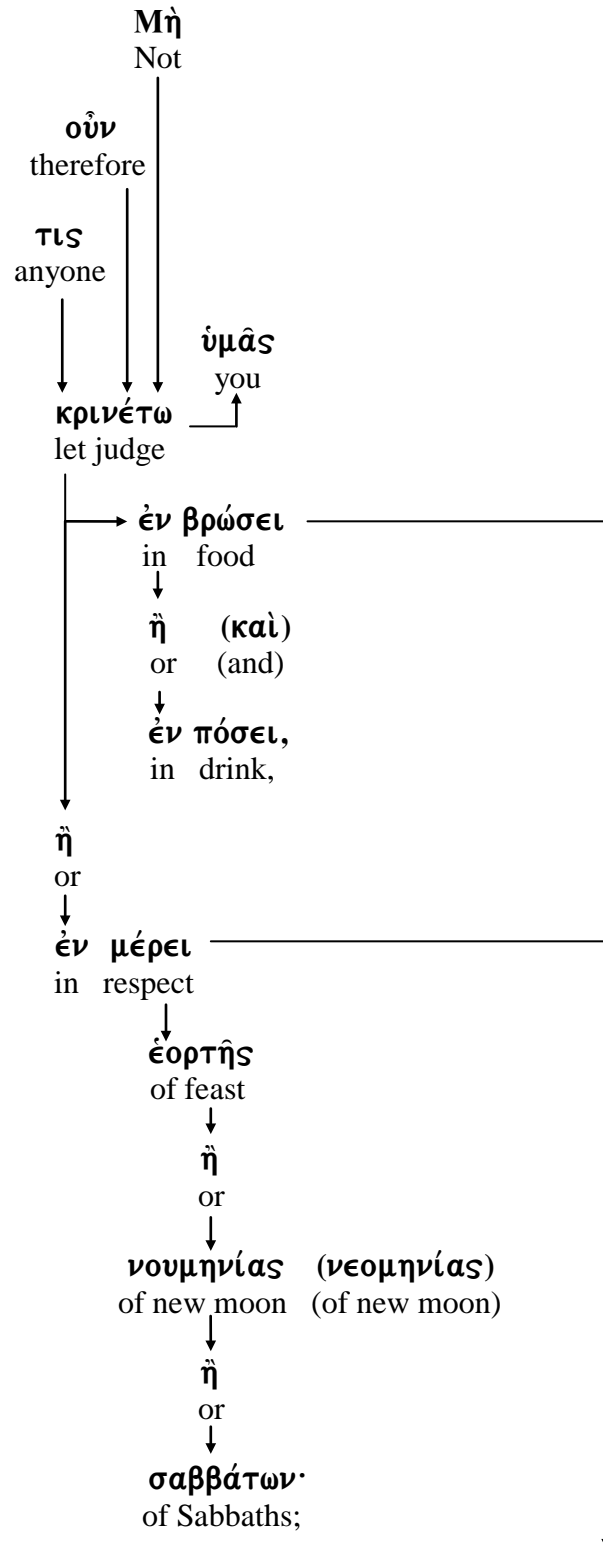 Μὴ
Not
οὖν
therefore
τις
anyone
ὑμᾶς
you
κρινέτω
let judge
ἐν βρώσει
in food
ἢ (καὶ)
or (and)
ἐν πόσει,
in drink,
ἢ
or
ἐν μέρει
in respect
ἑορτῆς
of feast
ἢ
or
νουμηνίας (νεομηνίας)
of new moon (of new moon)
ἢ
or
σαββάτων·
of Sabbaths;